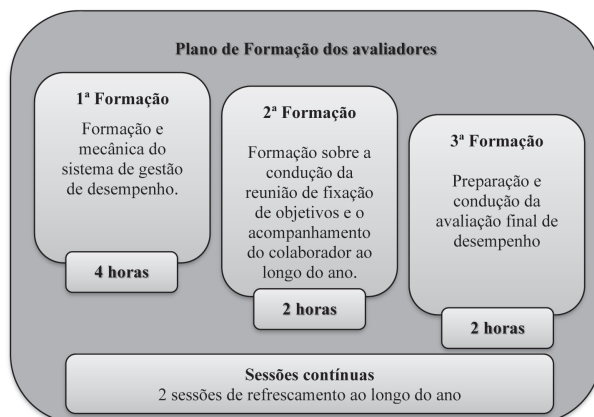 Plano de Formação dos avaliadores
1ª Formação
Formação e
mecânica do
sistema de gestão
de desempenho.
4 horas
2ª Formação
Formação sobre a
condução da
reunião de fixação
de objetivos e o
acompanhamento
do colaborador ao
longo do ano.
2 horas
3ª Formação
Preparação e
condução da
avaliação final de
desempenho
2 horas
Sessões contínuas
2 sessões de refrescamento ao longo do ano